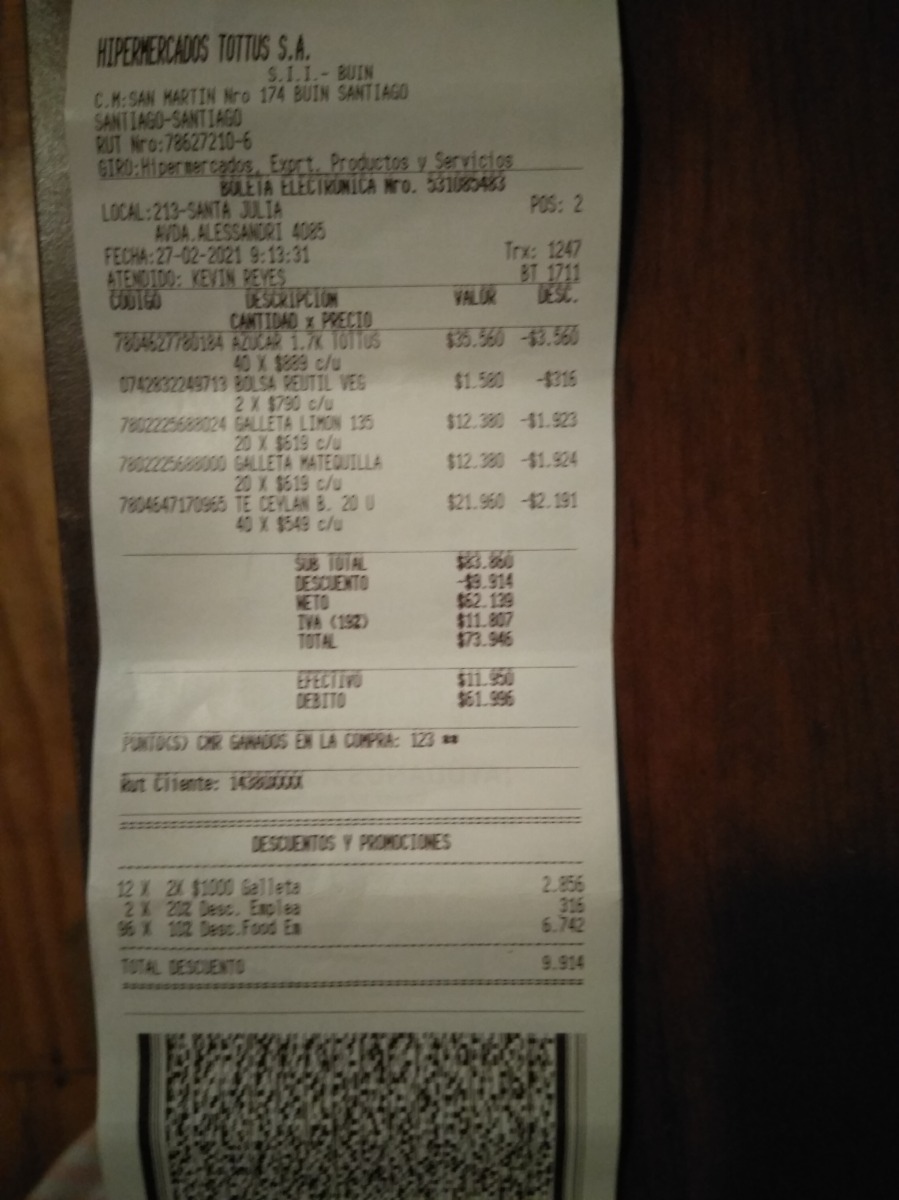 HIPERMERCADOS TOTTUS S.A.
S.I.I.- BUIN
C.M:SAN MARTIN Nro 174 BUIN SANTIAGO
SANTIAGO-SANTIAGO
RUT Nro:78627210-6
GIRO:Hipermercados, Exprt. Productos y Servicios
BOLETA ELECTRONICA Nro. 531085483
LOCAL:213-SANTA JULIA POS: 2
AVDA.ALESSANDRI 4085
FECHA:27-02-2021 9:13:31 Trx: 1247
ATENDIDO: KEVIN REYES BT 1711
CODIGO DESCRIPCION VALOR DESC.
CANTIDAD x PRECIO
7804627780184 AZUCAR 1.7K TOTTUS $35.560 -$3.560
40 X $889 c/u
0742832249713 BOLSA REUTIL VEG $1.580 -$316
2 X $790 c/u
7802225688024 GALLETA LIMON 135 $12.380 -$1.923
20 X $619 c/u
7802225688000 GALLETA MATEQUILLA $12.380 -$1.924
20 X $619 c/u
7804647170965 TE CEYLAN B. 20 U $21.960 -$2.191
40 X $549 c/u
SUB TOTAL $83.860
DESCUENTO -$9.914
NETO $62.139
IVA (19%) $11.807
TOTAL $73.946
EFECTIVO $11.950
DEBITO $61.996
PUNTO(S) CMR GANADOS EN LA COMPRA: 123 **
Rut Cliente: 14380XXXX
DESCUENTOS Y PROMOCIONES
12 X 2X $1000 Galleta 2.856
2 X 20% Desc. Emplea 316
96 X 10% Desc.Food Em 6.742
TOTAL DESCUENTO 9.914